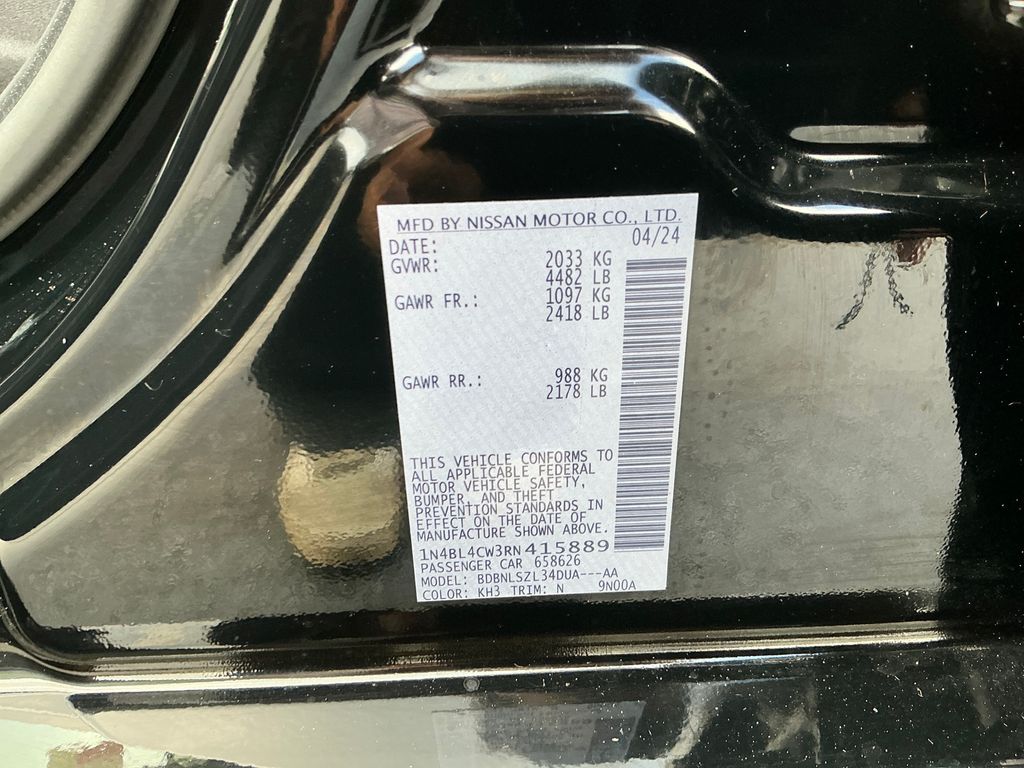 MFD BY NISSAN MOTOR CO., LTD.
DATE: 04/24
GVWR: 2033 KG
4482 LB
GAWR FR.: 1097 KG
2418 LB
GAWR RR.: 988 KG
2178 LB
THIS VEHICLE CONFORMS TO
ALL APPLICABLE FEDERAL
MOTOR VEHICLE SAFETY,
BUMPER, AND THEFT
PREVENTION STANDARDS IN
EFFECT ON THE DATE OF
MANUFACTURE SHOWN ABOVE.
1N4BL4CW3RN415889
PASSENGER CAR 658626
MODEL: BDBNLSZL34DUA---AA
COLOR: KH3 TRIM: N 9N00A